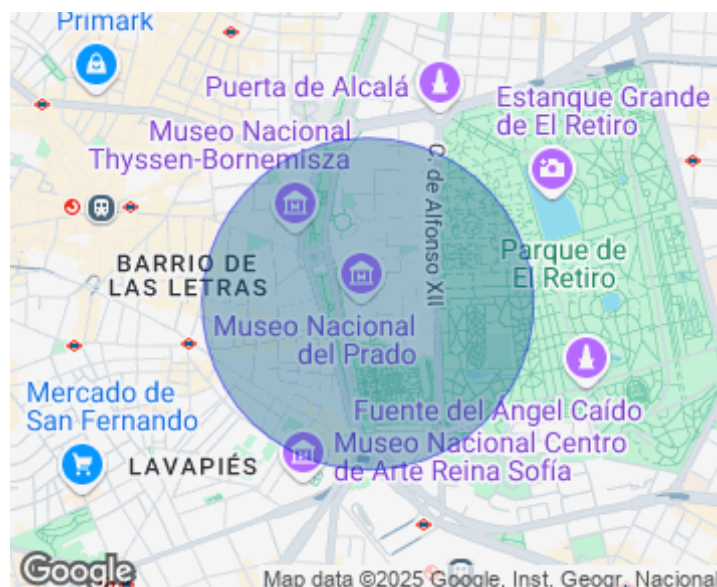 Primark
Puerta de Alcalá
Estanque Grande
de El Retiro
Museo Nacional
Thyssen-Bornemisza
C. de Alfonso XII
BARRIO DE
LAS LETRAS
Parque de
El Retiro
Museo Nacional
del Prado
Mercado de
San Fernando
Fuente del Ángel Caído
LAVAPIÉS
Museo Nacional Centro
de Arte Reina Sofía
Google
Map data ©2025 Google, Inst. Geogr. Nacional